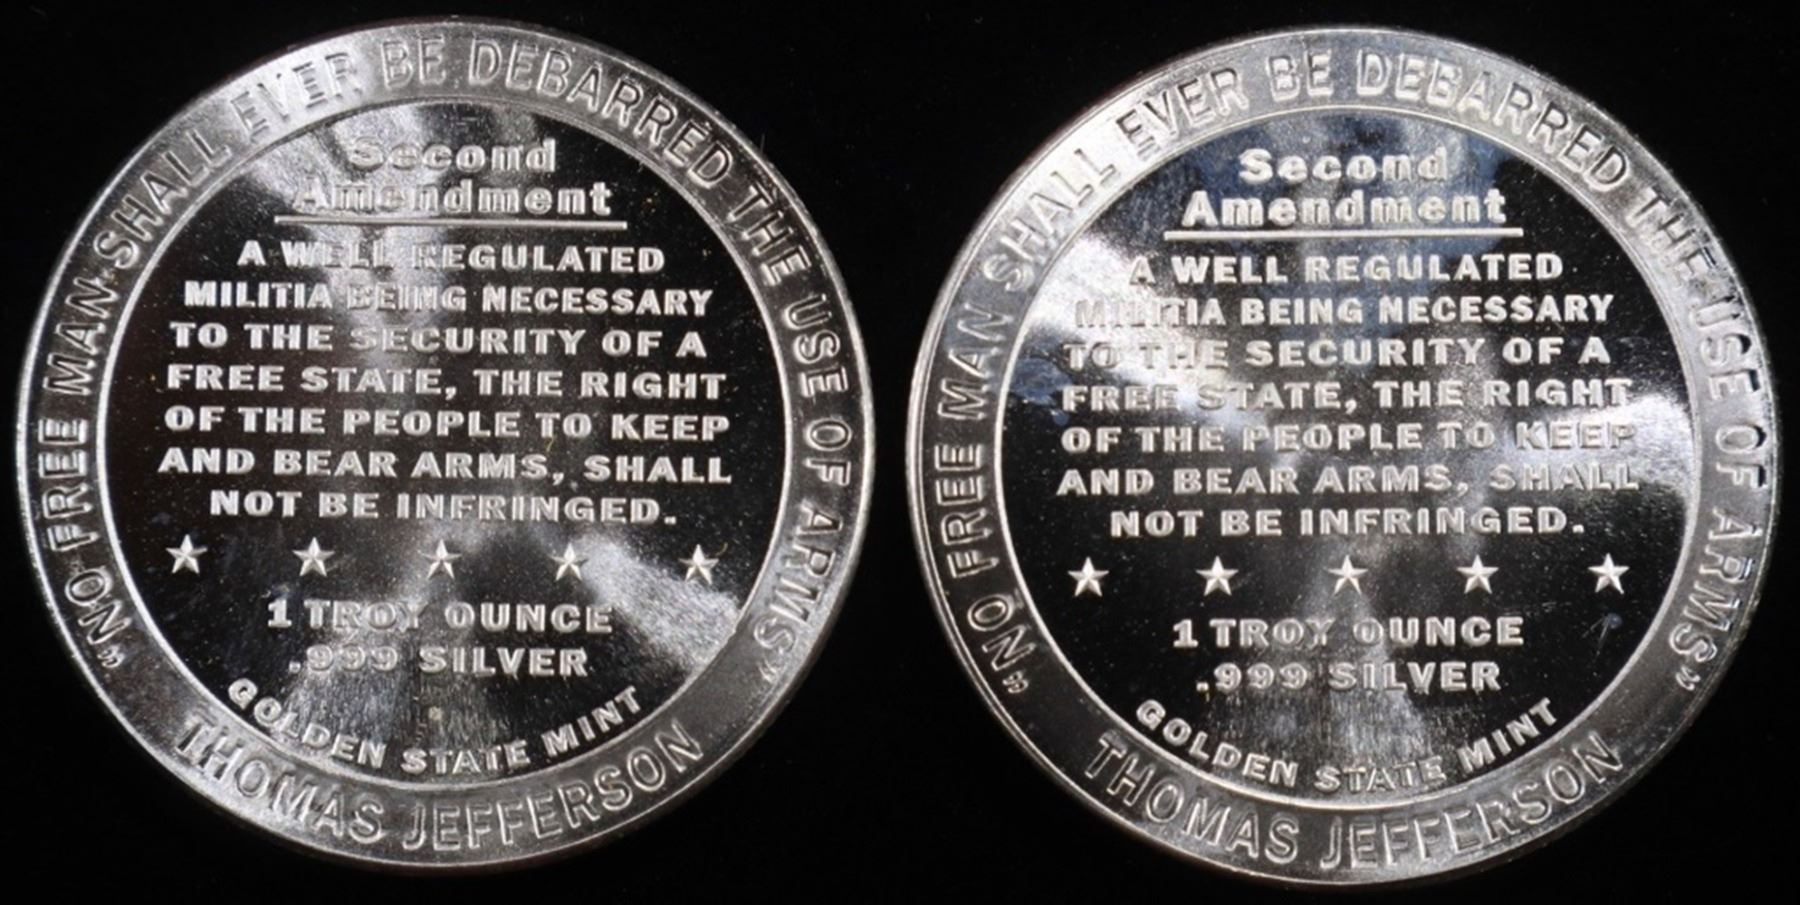 "NO FREE MAN SHALL EVER BE DEBARRED THE USE OF ARMS"
Second
Amendment
A WELL REGULATED
MILITIA BEING NECESSARY
TO THE SECURITY OF A
FREE STATE, THE RIGHT
OF THE PEOPLE TO KEEP
AND BEAR ARMS, SHALL
NOT BE INFRINGED.
1 TROY OUNCE
.999 SILVER
GOLDEN STATE MINT
THOMAS JEFFERSON
"NO FREE MAN SHALL EVER BE DEBARRED THE USE OF ARMS"
Second
Amendment
A WELL REGULATED
MILITIA BEING NECESSARY
TO THE SECURITY OF A
FREE STATE, THE RIGHT
OF THE PEOPLE TO KEEP
AND BEAR ARMS, SHALL
NOT BE INFRINGED.
1 TROY OUNCE
.999 SILVER
GOLDEN STATE MINT
THOMAS JEFFERSON